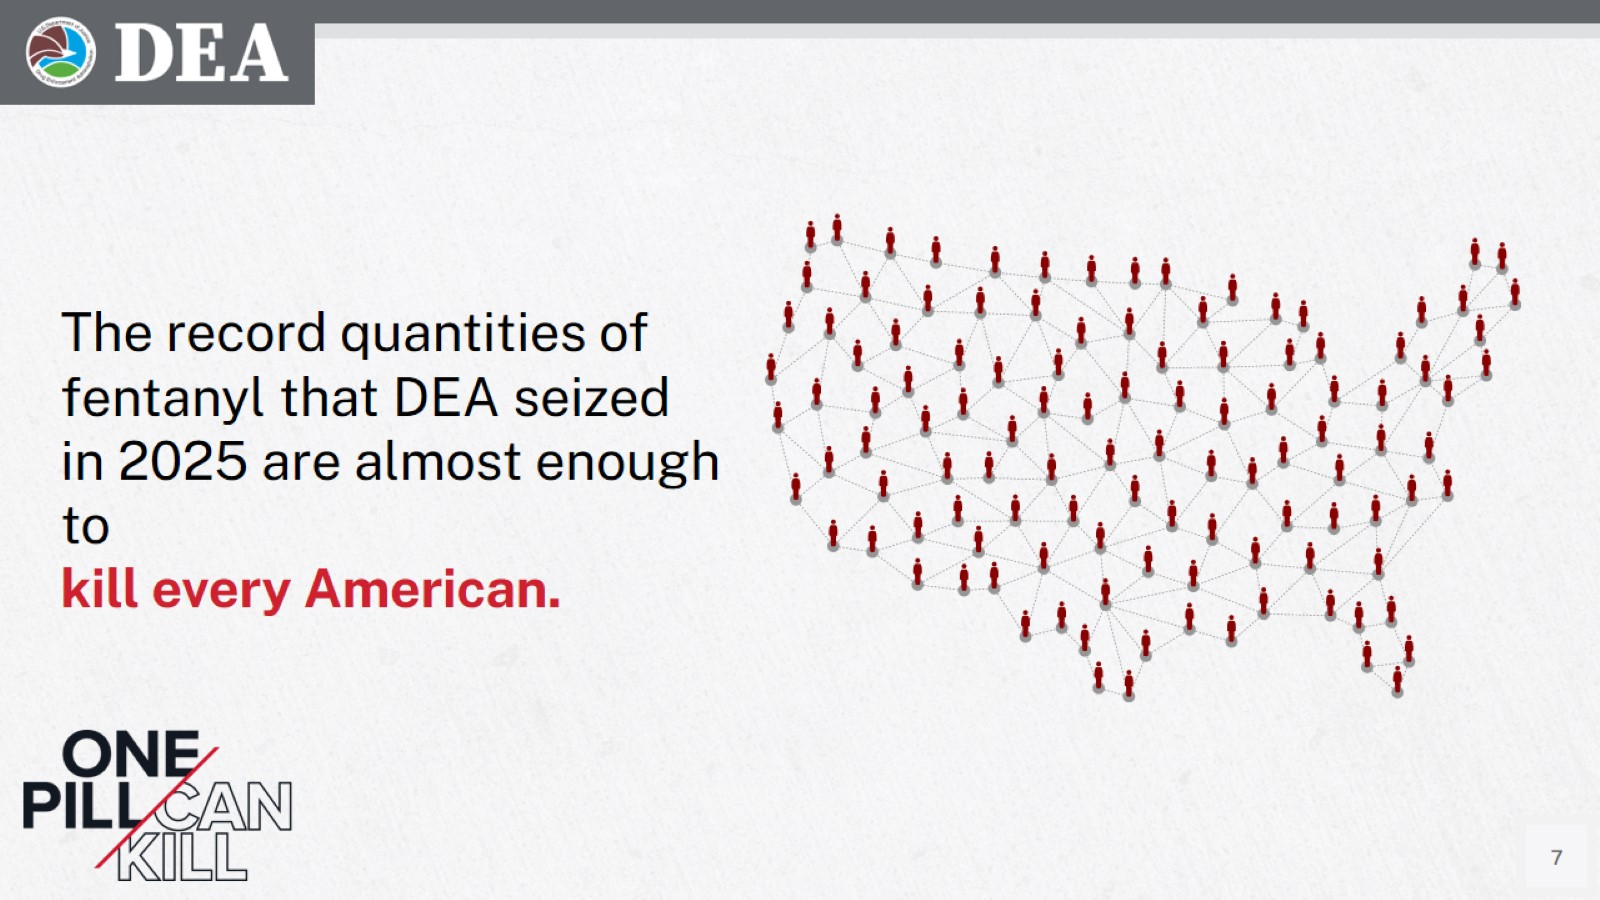 DEA
The record quantities of
fentanyl that DEA seized
in 2025 are almost enough
to
kill every American.
ONE
PILL CAN
KILL
7